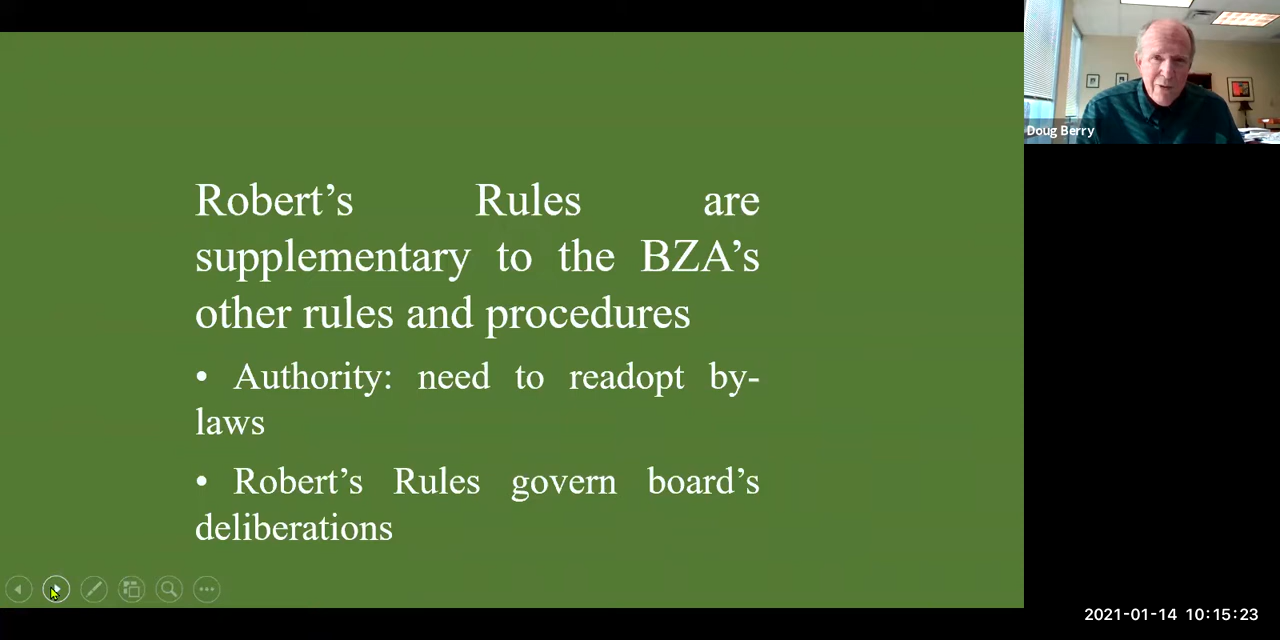 Robert’s Rules are
supplementary to the BZA’s
other rules and procedures
• Authority: need to readopt by-
laws
• Robert’s Rules govern board’s
deliberations
Doug Berry
2021-01-14 10:15:23